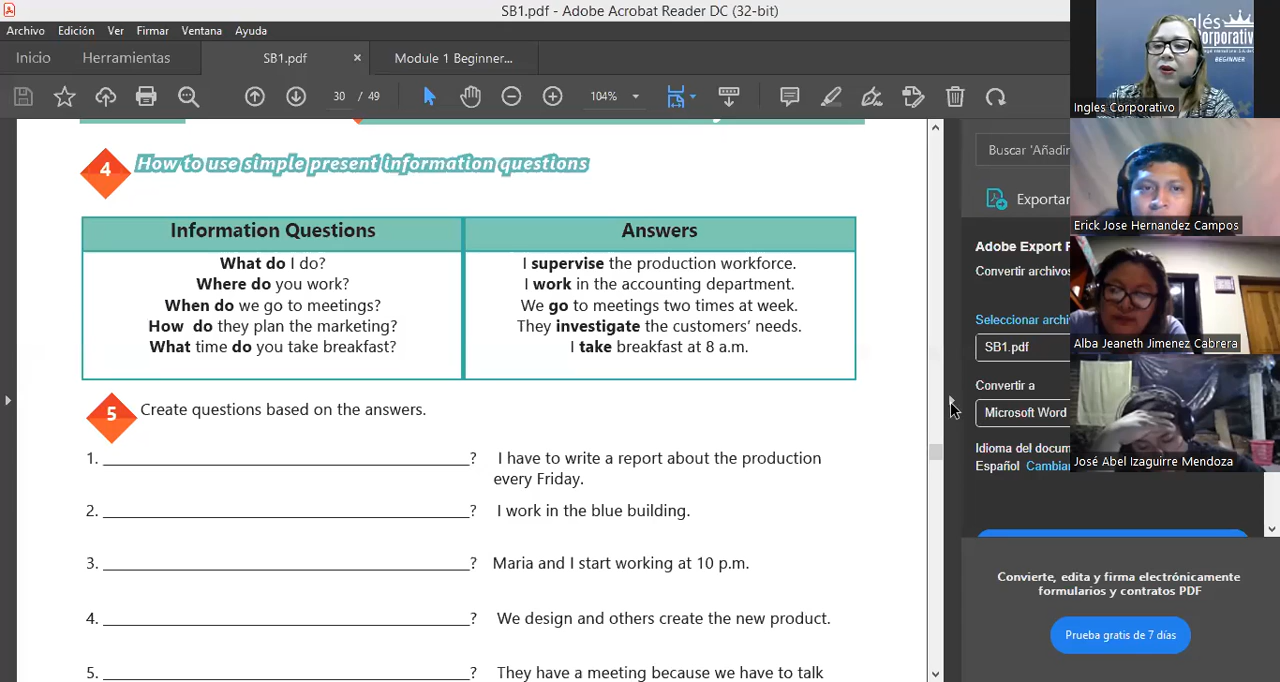 SB1.pdf - Adobe Acrobat Reader DC (32-bit)
Archivo Edición Ver Firmar Ventana Ayuda
Inicio Herramientas SB1.pdf × Module 1 Beginner...
30 / 49 104%
4 How to use simple present information questions
Information Questions Answers
What do I do? I supervise the production workforce.
Where do you work? I work in the accounting department.
When do we go to meetings? We go to meetings two times at week.
How do they plan the marketing? They investigate the customers' needs.
What time do you take breakfast? I take breakfast at 8 a.m.
5 Create questions based on the answers.
1. ? I have to write a report about the production
every Friday.
2. ? I work in the blue building.
3. ? Maria and I start working at 10 p.m.
4. ? We design and others create the new product.
5. ? They have a meeting because we have to talk
Buscar 'Añadir
Exportar
Adobe Export P
Convertir archivos
Seleccionar archi
SB1.pdf
Convertir a
Microsoft Word
Idioma del docum
Español Cambiar
Convierte, edita y firma electrónicamente
formularios y contratos PDF
Prueba gratis de 7 días
glés
Corporativo
BEGINNER
Ingles Corporativo
Erick Jose Hernandez Campos
Alba Jeaneth Jimenez Cabrera
José Abel Izaguirre Mendoza